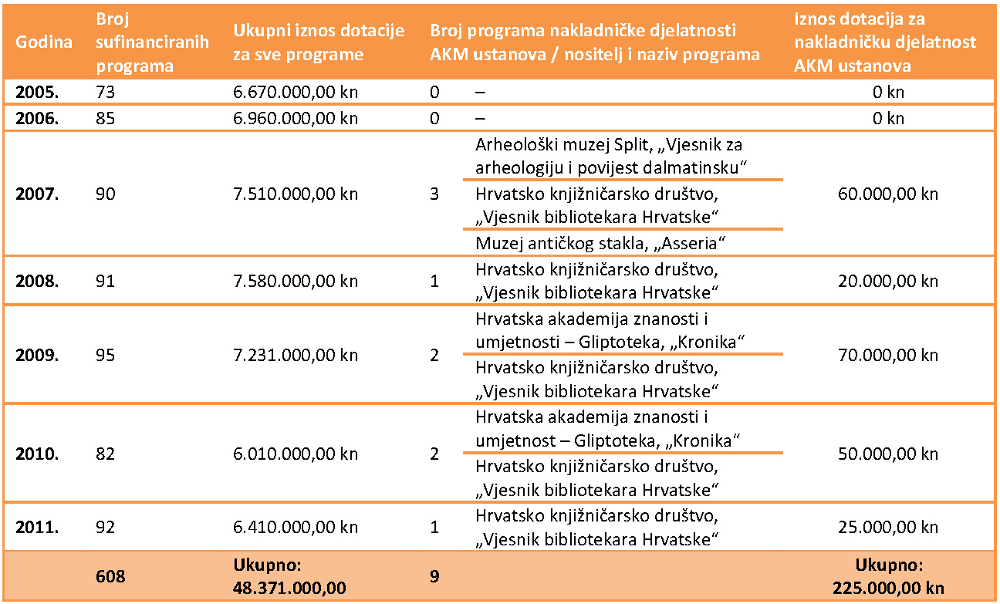 Godina
Broj
sufinanciranih
programa
Ukupni iznos dotacije
za sve programe
Broj programa nakladničke djelatnosti
AKM ustanova / nositelj i naziv programa
Iznos dotacija za
nakladničku djelatnost
AKM ustanova
2005. 73 6.670.000,00 kn 0 – 0 kn
2006. 85 6.960.000,00 kn 0 – 0 kn
2007. 90 7.510.000,00 kn 3
Arheološki muzej Split, „Vjesnik za
arheologiju i povijest dalmatinsku“
Hrvatsko knjižničarsko društvo,
„Vjesnik bibliotekara Hrvatske“
Muzej antičkog stakla, „Asseria“
60.000,00 kn
2008. 91 7.580.000,00 kn 1
Hrvatsko knjižničarsko društvo,
„Vjesnik bibliotekara Hrvatske“
20.000,00 kn
2009. 95 7.231.000,00 kn 2
Hrvatska akademija znanosti i
umjetnosti – Gliptoteka, „Kronika“
Hrvatsko knjižničarsko društvo,
„Vjesnik bibliotekara Hrvatske“
70.000,00 kn
2010. 82 6.010.000,00 kn 2
Hrvatska akademija znanosti i
umjetnost – Gliptoteka, „Kronika“
Hrvatsko knjižničarsko društvo,
„Vjesnik bibliotekara Hrvatske“
50.000,00 kn
2011. 92 6.410.000,00 kn 1
Hrvatsko knjižničarsko društvo,
„Vjesnik bibliotekara Hrvatske“
25.000,00 kn
608
Ukupno:
48.371.000,00
9
Ukupno:
225.000,00 kn